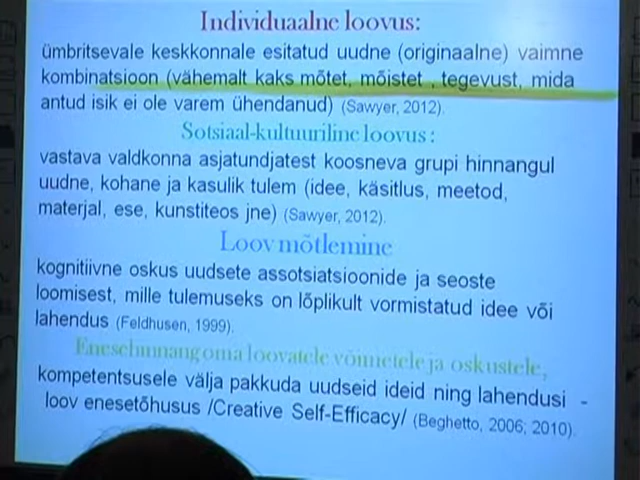 Individuaalne loovus:
ümbritsevale keskkonnale esitatud uudne (originaalne) vaimne
kombinatsioon (vähemalt kaks mõtet, mõistet , tegevust, mida
antud isik ei ole varem ühendanud) (Sawyer, 2012).
Sotsiaal-kultuuriline loovus :
vastava valdkonna asjatundjatest koosneva grupi hinnangul
uudne, kohane ja kasulik tulem (idee, käsitlus, meetod,
materjal, ese, kunstiteos jne) (Sawyer, 2012).
Loov mõtlemine
kognitiivne oskus uudsete assotsiatsioonide ja seoste
loomisest, mille tulemuseks on lõplikult vormistatud idee või
lahendus (Feldhusen, 1999).
Enesehinnang oma loovatele võimetele ja oskustele,
kompetentsusele välja pakkuda uudseid ideid ning lahendusi -
loov enesetõhusus /Creative Self-Efficacy/ (Beghetto, 2006; 2010).